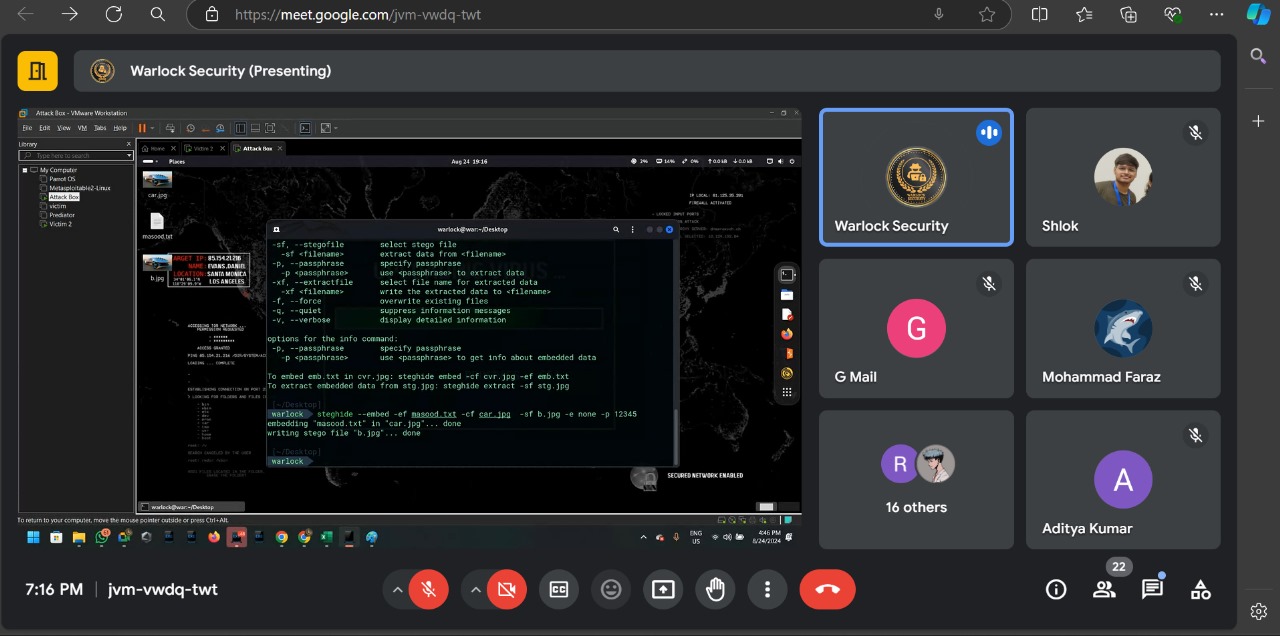 https://meet.google.com/jvm-vwdq-twt
Warlock Security (Presenting)
Attack Box - VMware Workstation
File Edit View VM Tabs Help
Library
Type here to search
My Computer
Parrot OS
Metasploitable2-Linux
Attack Box
victim
Prediator
Victim 2
Home
Victim 2
Attack Box
Places
Aug 24 19:16
car.jpg
masood.txt
b.jpg
ARGET IP: 85.154.21.216
NAME: EVANS.DANIEL
LOCATION: SANTA MONICA
LOS ANGELES
ACCESS GRANTED
FIREWALL ACTIVATED
warlock@war:~/Desktop
-sf, --stegofile select stego file
-sf <filename> extract data from <filename>
-p, --passphrase specify passphrase
-p <passphrase> use <passphrase> to extract data
-xf, --extractfile select file name for extracted data
-xf <filename> write the extracted data to <filename>
-f, --force overwrite existing files
-q, --quiet suppress information messages
-v, --verbose display detailed information
options for the info command:
-p, --passphrase specify passphrase
-p <passphrase> use <passphrase> to get info about embedded data
To embed emb.txt in cvr.jpg: steghide embed -cf cvr.jpg -ef emb.txt
To extract embedded data from stg.jpg: steghide extract -sf stg.jpg
[~/Desktop]
warlock steghide --embed -ef masood.txt -cf car.jpg -sf b.jpg -e none -p 12345
embedding "masood.txt" in "car.jpg"... done
writing stego file "b.jpg"... done
[~/Desktop]
warlock
SECURED NETWORK ENABLED
warlock@war:~/Desktop
To return to your computer, move the mouse pointer outside or press Ctrl+Alt.
ENG
US
4:46 PM
8/24/2024
Warlock Security
Shlok
G
G Mail
Mohammad Faraz
R
16 others
A
Aditya Kumar
7:16 PM | jvm-vwdq-twt
22